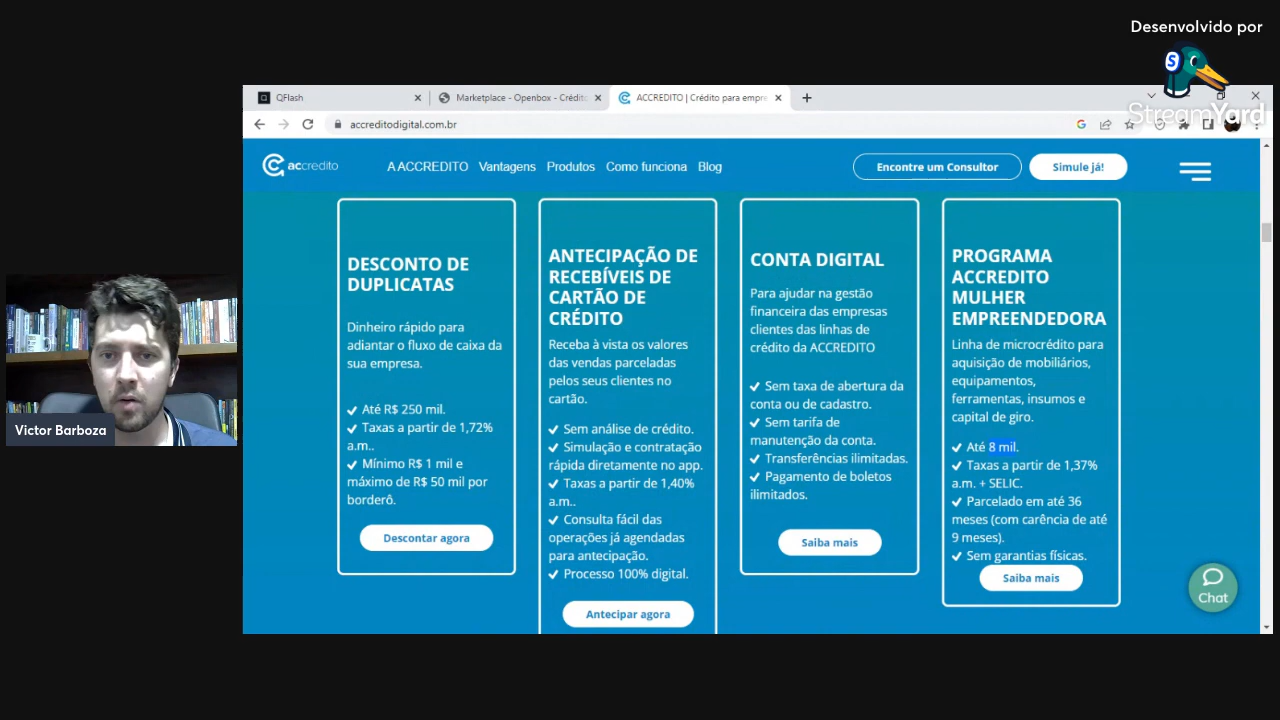 Desenvolvido por
StreamYard
QFlash
Marketplace - Openbox - Crédito
ACCREDITO | Crédito para empre
accreditodigital.com.br
accredito
A ACCREDITO
Vantagens
Produtos
Como funciona
Blog
Encontre um Consultor
Simule já!
DESCONTO DE
DUPLICATAS
Dinheiro rápido para
adiantar o fluxo de caixa da
sua empresa.
Até R$ 250 mil.
Taxas a partir de 1,72%
a.m..
Mínimo R$ 1 mil e
máximo de R$ 50 mil por
borderô.
Descontar agora
ANTECIPAÇÃO DE
RECEBÍVEIS DE
CARTÃO DE
CRÉDITO
Receba à vista os valores
das vendas parceladas
pelos seus clientes no
cartão.
Sem análise de crédito.
Simulação e contratação
rápida diretamente no app.
Taxas a partir de 1,40%
a.m..
Consulta fácil das
operações já agendadas
para antecipação.
Processo 100% digital.
Antecipar agora
CONTA DIGITAL
Para ajudar na gestão
financeira das empresas
clientes das linhas de
crédito da ACCREDITO
Sem taxa de abertura da
conta ou de cadastro.
Sem tarifa de
manutenção da conta.
Transferências ilimitadas.
Pagamento de boletos
ilimitados.
Saiba mais
PROGRAMA
ACCREDITO
MULHER
EMPREENDEDORA
Linha de microcrédito para
aquisição de mobiliários,
equipamentos,
ferramentas, insumos e
capital de giro.
Até 8 mil.
Taxas a partir de 1,37%
a.m. + SELIC.
Parcelado em até 36
meses (com carência de até
9 meses).
Sem garantias físicas.
Saiba mais
Chat
Victor Barboza